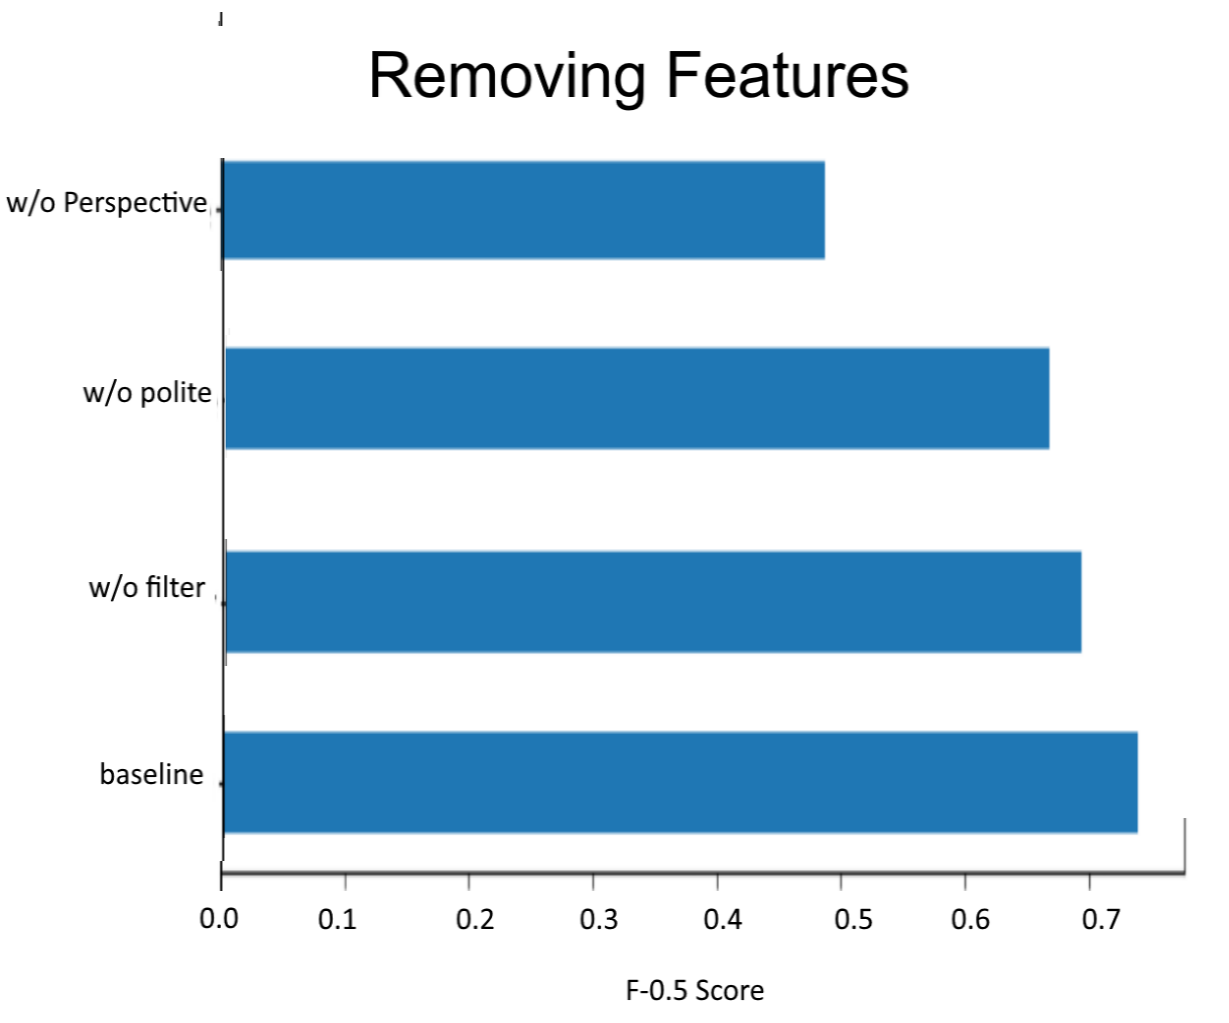 Removing Features
w/o Perspective
w/o polite
w/o filter
baseline
0.0 0.1 0.2 0.3 0.4 0.5 0.6 0.7
F-0.5 Score